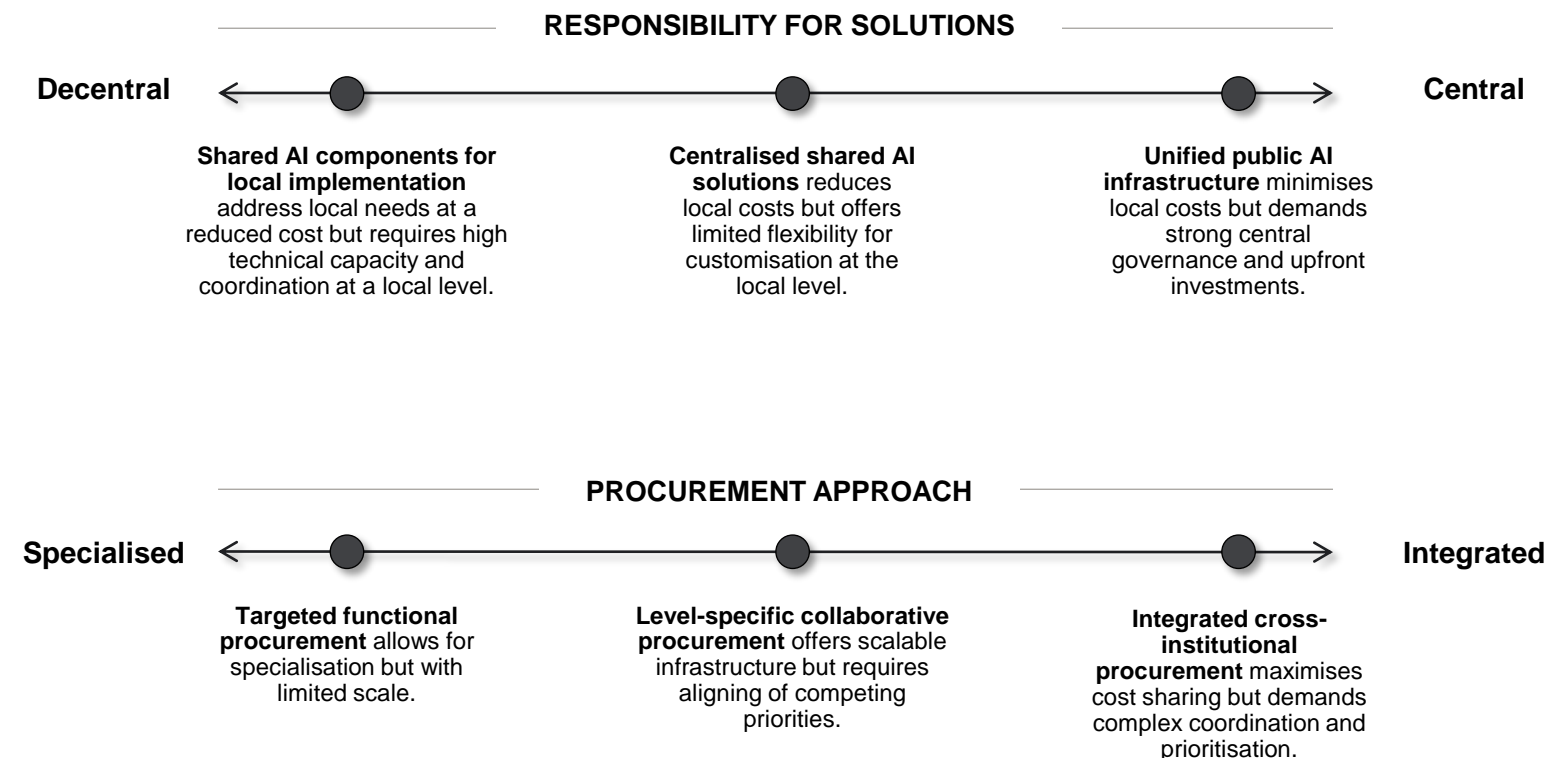 RESPONSIBILITY FOR SOLUTIONS
Decentral
Central
Shared AI components for
local implementation
address local needs at a
reduced cost but requires high
technical capacity and
coordination at a local level.
Centralised shared AI
solutions reduces
local costs but offers
limited flexibility for
customisation at the
local level.
Unified public AI
infrastructure minimises
local costs but demands
strong central
governance and upfront
investments.
PROCUREMENT APPROACH
Specialised
Integrated
Targeted functional
procurement allows for
specialisation but with
limited scale.
Level-specific collaborative
procurement offers scalable
infrastructure but requires
aligning of competing
priorities.
Integrated cross-
institutional
procurement maximises
cost sharing but demands
complex coordination and
prioritisation.